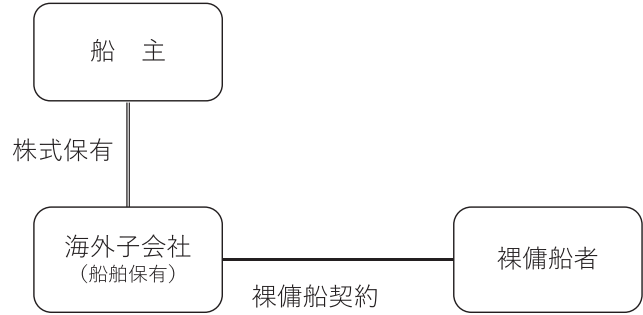 船　主
株式保有
海外子会社
（船舶保有）
裸傭船者
裸傭船契約